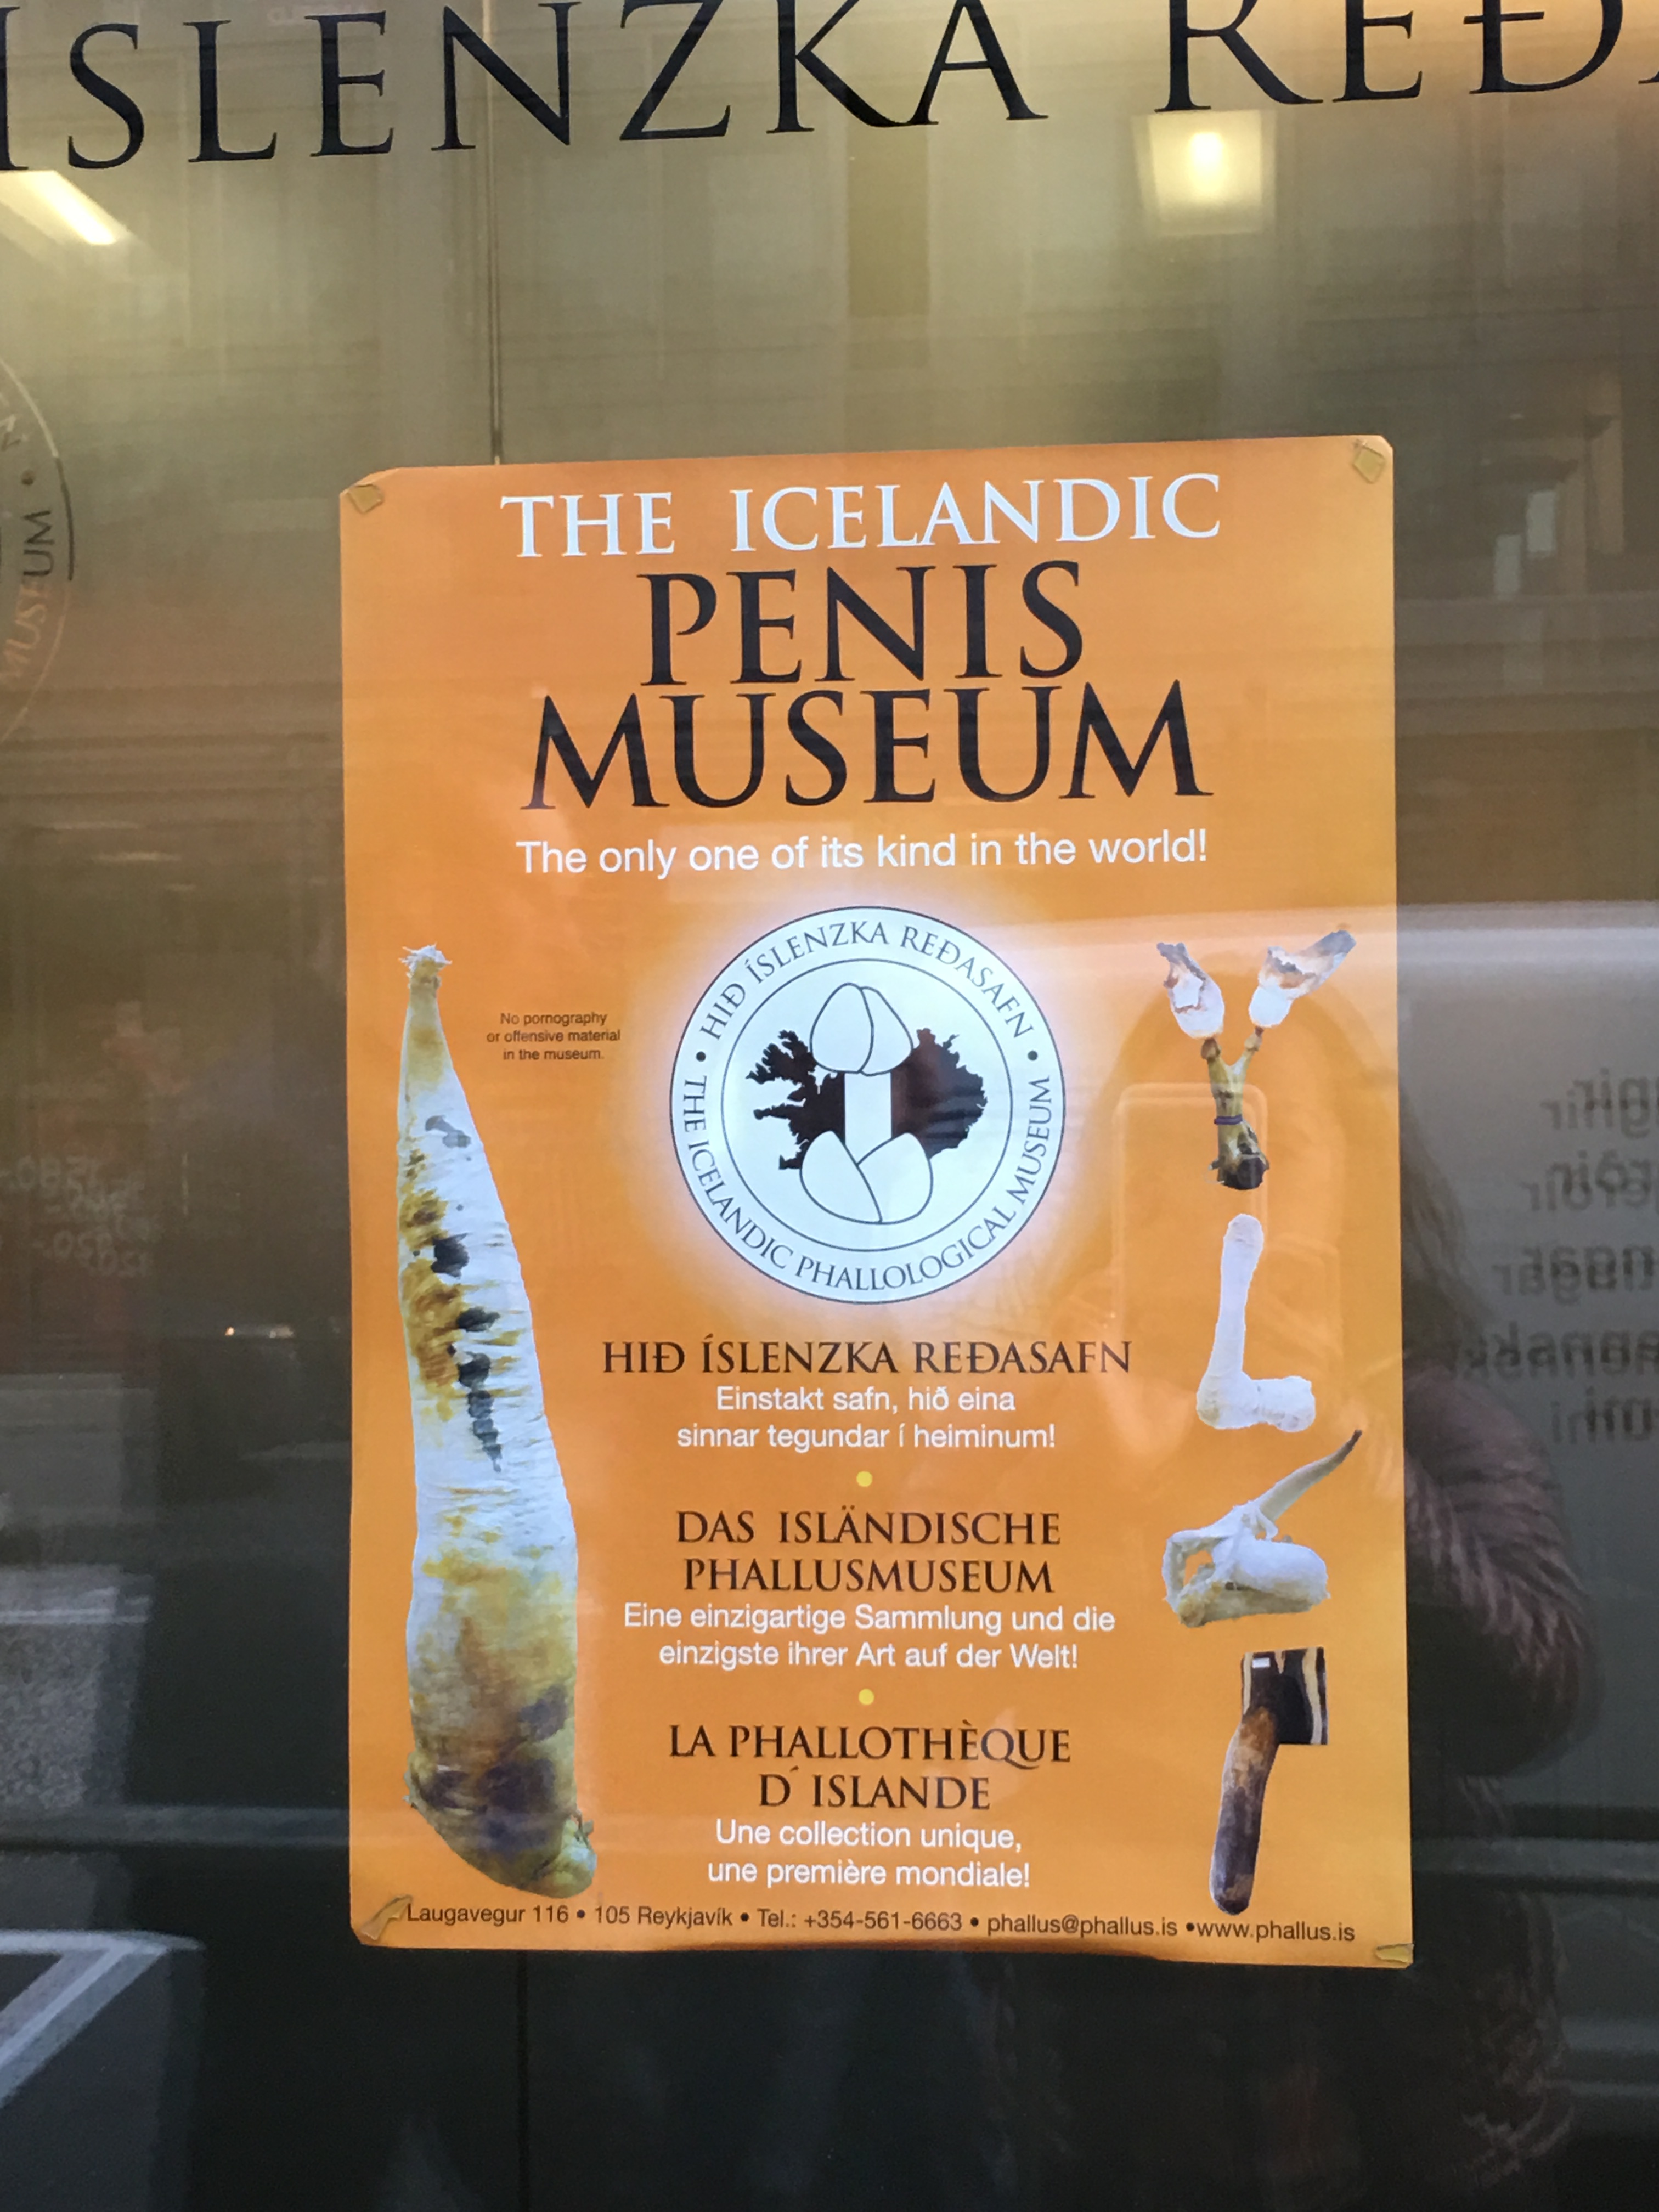 ÍSLENZKA REÐA
THE ICELANDIC
PENIS
MUSEUM
The only one of its kind in the world!
No pornography
or offensive material
in the museum.
• HIÐ ÍSLENZKA REÐASAFN •
THE ICELANDIC PHALLOLOGICAL MUSEUM
HIÐ ÍSLENZKA REÐASAFN
Einstakt safn, hið eina
sinnar tegundar í heiminum!
DAS ISLÄNDISCHE
PHALLUSMUSEUM
Eine einzigartige Sammlung und die
einzigste ihrer Art auf der Welt!
LA PHALLOTHÈQUE
D´ISLANDE
Une collection unique,
une première mondiale!
Laugavegur 116 • 105 Reykjavík • Tel.: +354-561-6663 • phallus@phallus.is •www.phallus.is
MUSEUM